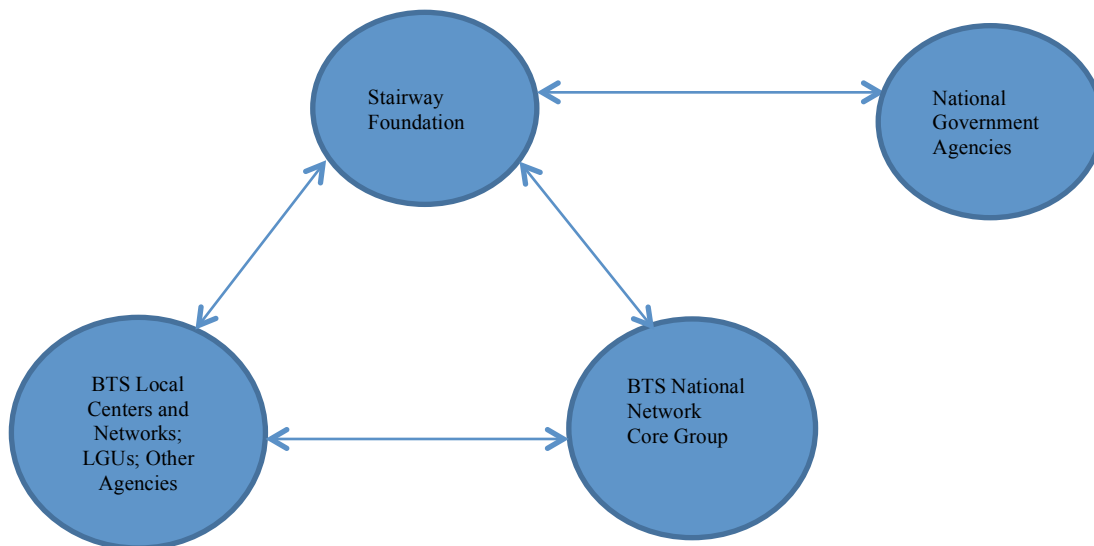 Stairway
Foundation
National
Government
Agencies
BTS Local
Centers and
Networks;
LGUs; Other
Agencies
BTS National
Network
Core Group